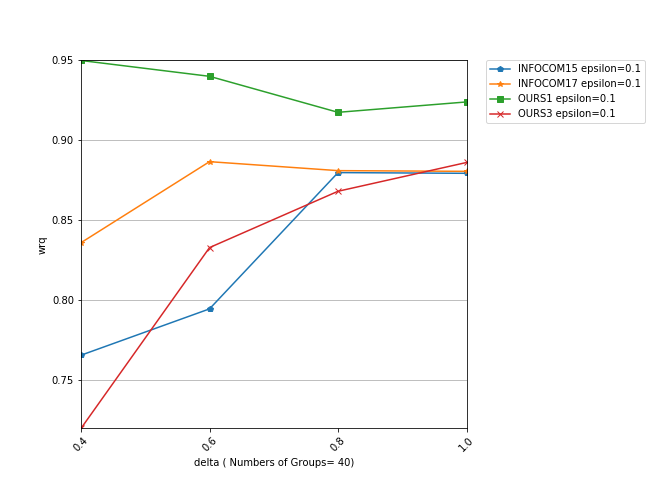 0.95
0.90
0.85
0.80
0.75
wrq
0.4
0.6
0.8
1.0
delta ( Numbers of Groups= 40)
INFOCOM15 epsilon=0.1
INFOCOM17 epsilon=0.1
OURS1 epsilon=0.1
OURS3 epsilon=0.1